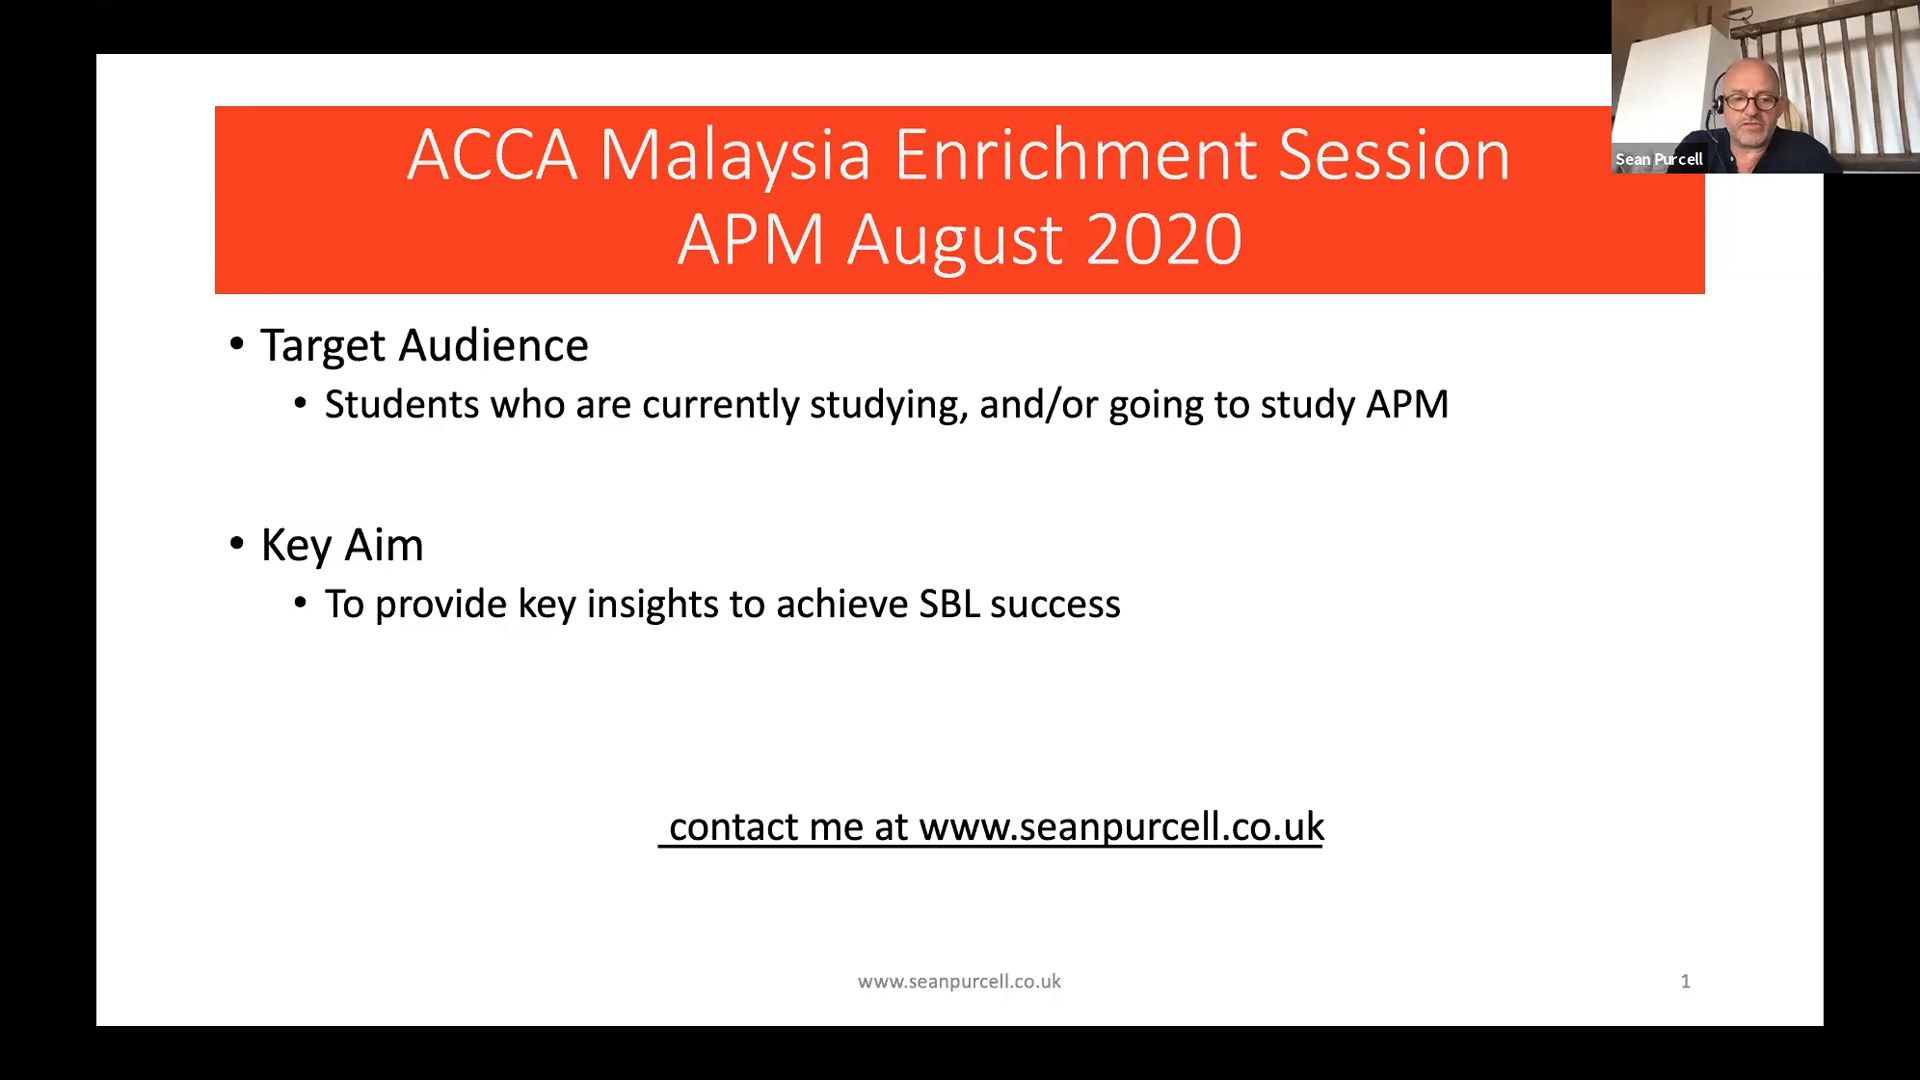 ACCA Malaysia Enrichment Session
APM August 2020
Sean Purcell
• Target Audience
• Students who are currently studying, and/or going to study APM
• Key Aim
• To provide key insights to achieve SBL success
contact me at www.seanpurcell.co.uk
www.seanpurcell.co.uk
1